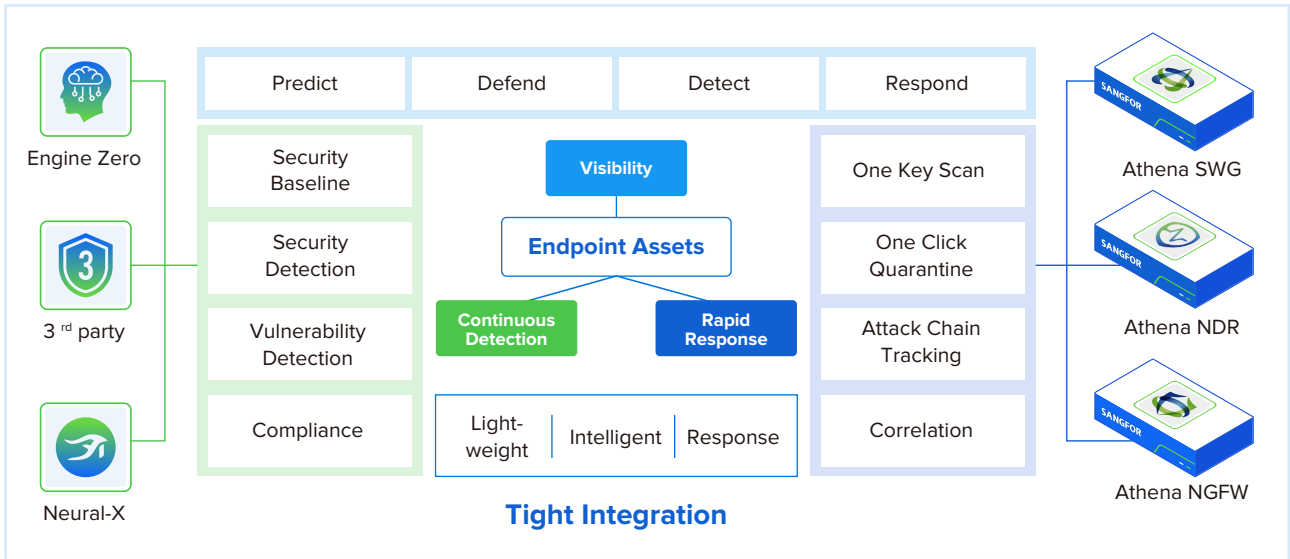 Predict
Defend
Detect
Respond
Engine Zero
3 rd party
3
Neural-X
Security
Baseline
Security
Detection
Vulnerability
Detection
Compliance
Visibility
Endpoint Assets
Continuous
Detection
Rapid
Response
Light-
weight
Intelligent
Response
Tight Integration
One Key Scan
One Click
Quarantine
Attack Chain
Tracking
Correlation
SANGFOR
Athena SWG
SANGFOR
Athena NDR
SANGFOR
Athena NGFW